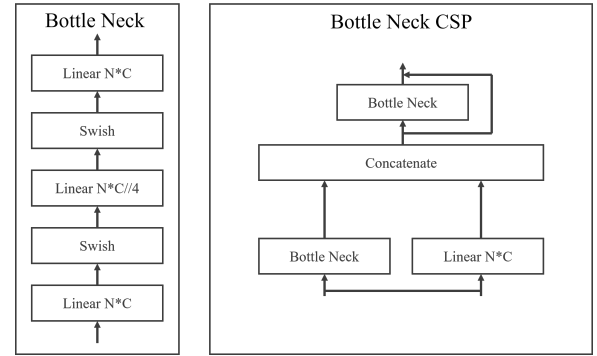 Bottle Neck
Linear N*C
Swish
Linear N*C//4
Swish
Linear N*C
Bottle Neck CSP
Bottle Neck
Concatenate
Bottle Neck
Linear N*C